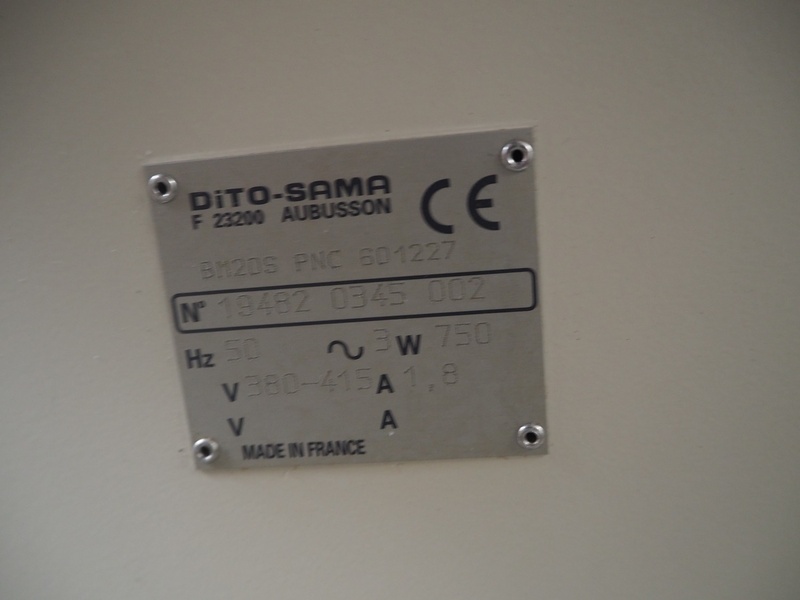 DiTO-SAMA
F 23200 AUBUSSON
CE
BM20S PNC 601227
N° 18482 0345 002
Hz 50 ~ 3 W 750
V 380-415 A 1,8
V A
MADE IN FRANCE